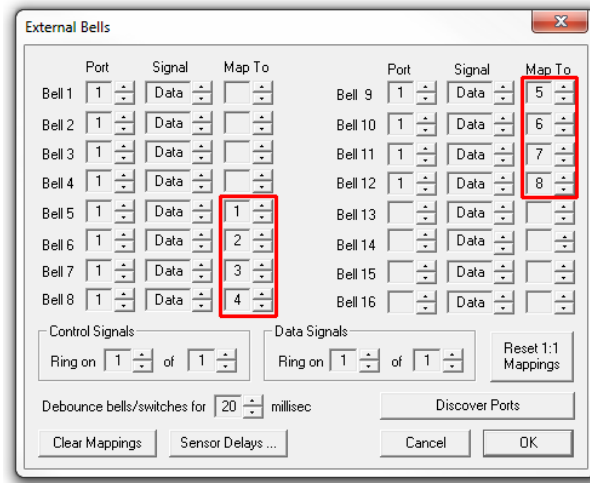 External Bells
Port Signal Map To Port Signal Map To
Bell 1 1 Data Bell 9 1 Data 5
Bell 2 1 Data Bell 10 1 Data 6
Bell 3 1 Data Bell 11 1 Data 7
Bell 4 1 Data Bell 12 1 Data 8
Bell 5 1 Data 1 Bell 13 Data
Bell 6 1 Data 2 Bell 14 Data
Bell 7 1 Data 3 Bell 15 Data
Bell 8 1 Data 4 Bell 16 Data
Control Signals Data Signals
Ring on 1 of 1 Ring on 1 of 1 Reset 1:1
Mappings
Debounce bells/switches for 20 millisec Discover Ports
Clear Mappings Sensor Delays ... Cancel OK